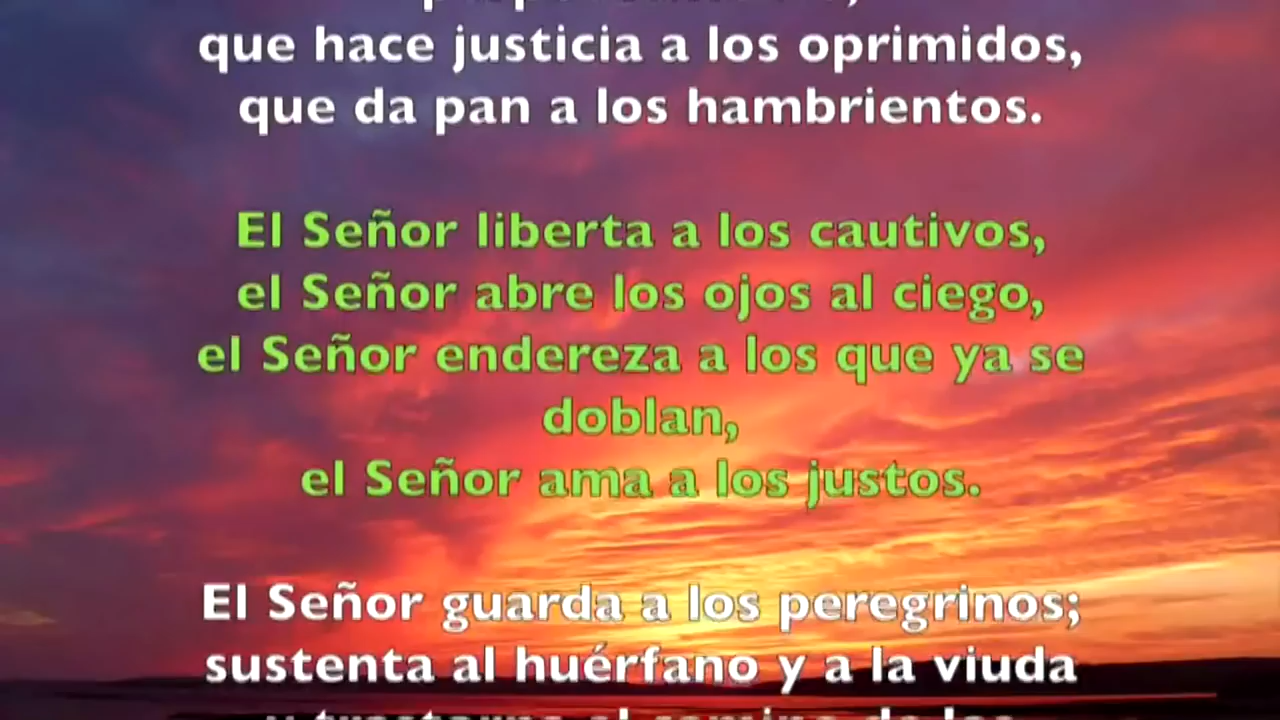 que hace justicia a los oprimidos,
que da pan a los hambrientos.
El Señor liberta a los cautivos,
el Señor abre los ojos al ciego,
el Señor endereza a los que ya se
doblan,
el Señor ama a los justos.
El Señor guarda a los peregrinos;
sustenta al huérfano y a la viuda